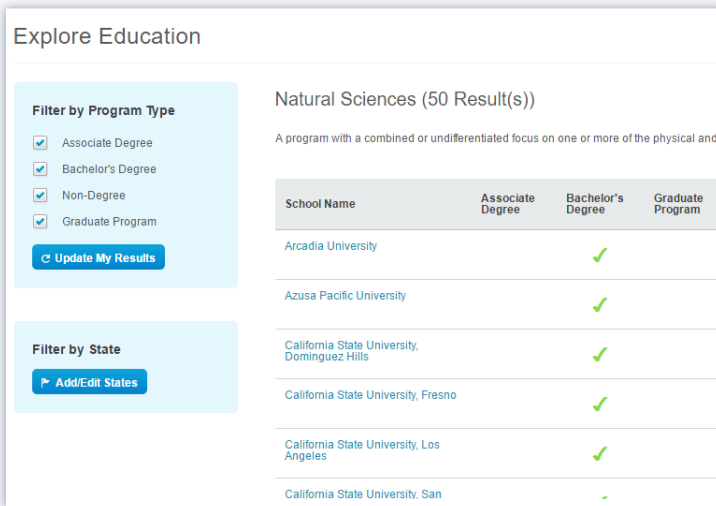 Explore Education
Filter by Program Type
Associate Degree
Bachelor's Degree
Non-Degree
Graduate Program
Update My Results
Filter by State
Add/Edit States
Natural Sciences (50 Result(s))
A program with a combined or undifferentiated focus on one or more of the physical and
School Name
Associate
Degree
Bachelor's
Degree
Graduate
Program
Arcadia University
Azusa Pacific University
California State University,
Dominguez Hills
California State University, Fresno
California State University, Los
Angeles
California State University, San